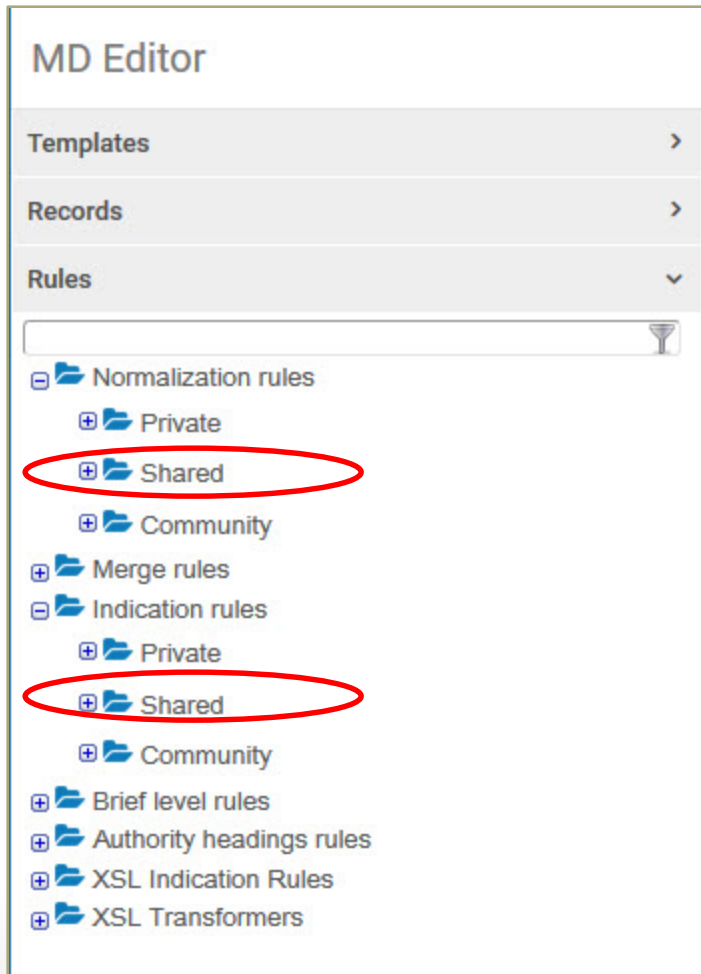 MD Editor
Templates
Records
Rules
Normalization rules
Private
Shared
Community
Merge rules
Indication rules
Private
Shared
Community
Brief level rules
Authority headings rules
XSL Indication Rules
XSL Transformers